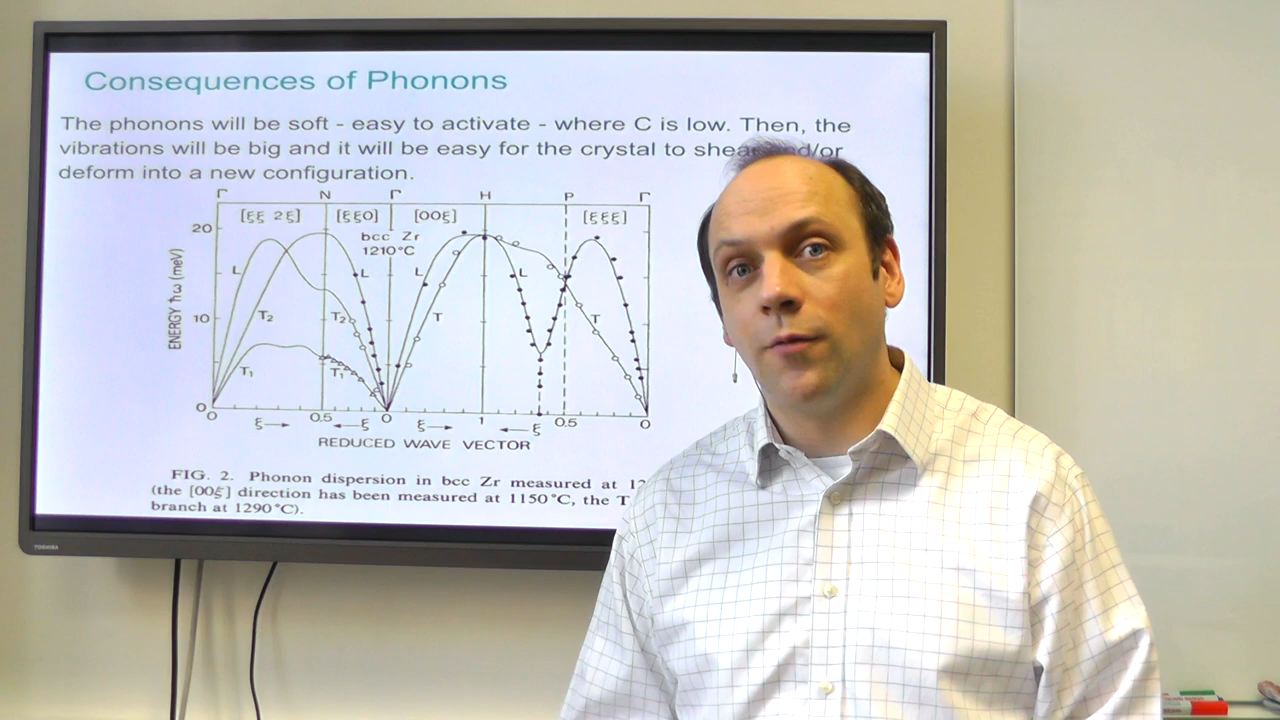 Consequences of Phonons
The phonons will be soft - easy to activate - where C is low. Then, the
vibrations will be big and it will be easy for the crystal to shear and/or
deform into a new configuration.
Γ N Γ H P Γ
[ξξ 2ξ] [ξξ0] [00ξ] [ξξξ]
20
bcc Zr
1210°C
L L L L
ENERGY ħω (meV)
10 T₂ T₂ T T
T₁ T₁
0
0 0.5 0 1 0.5 0
ξ→ ←ξ ξ→ ←ξ
REDUCED WAVE VECTOR
FIG. 2. Phonon dispersion in bcc Zr measured at 12
(the [00ξ] direction has been measured at 1150°C, the T
branch at 1290°C).
TOSHIBA